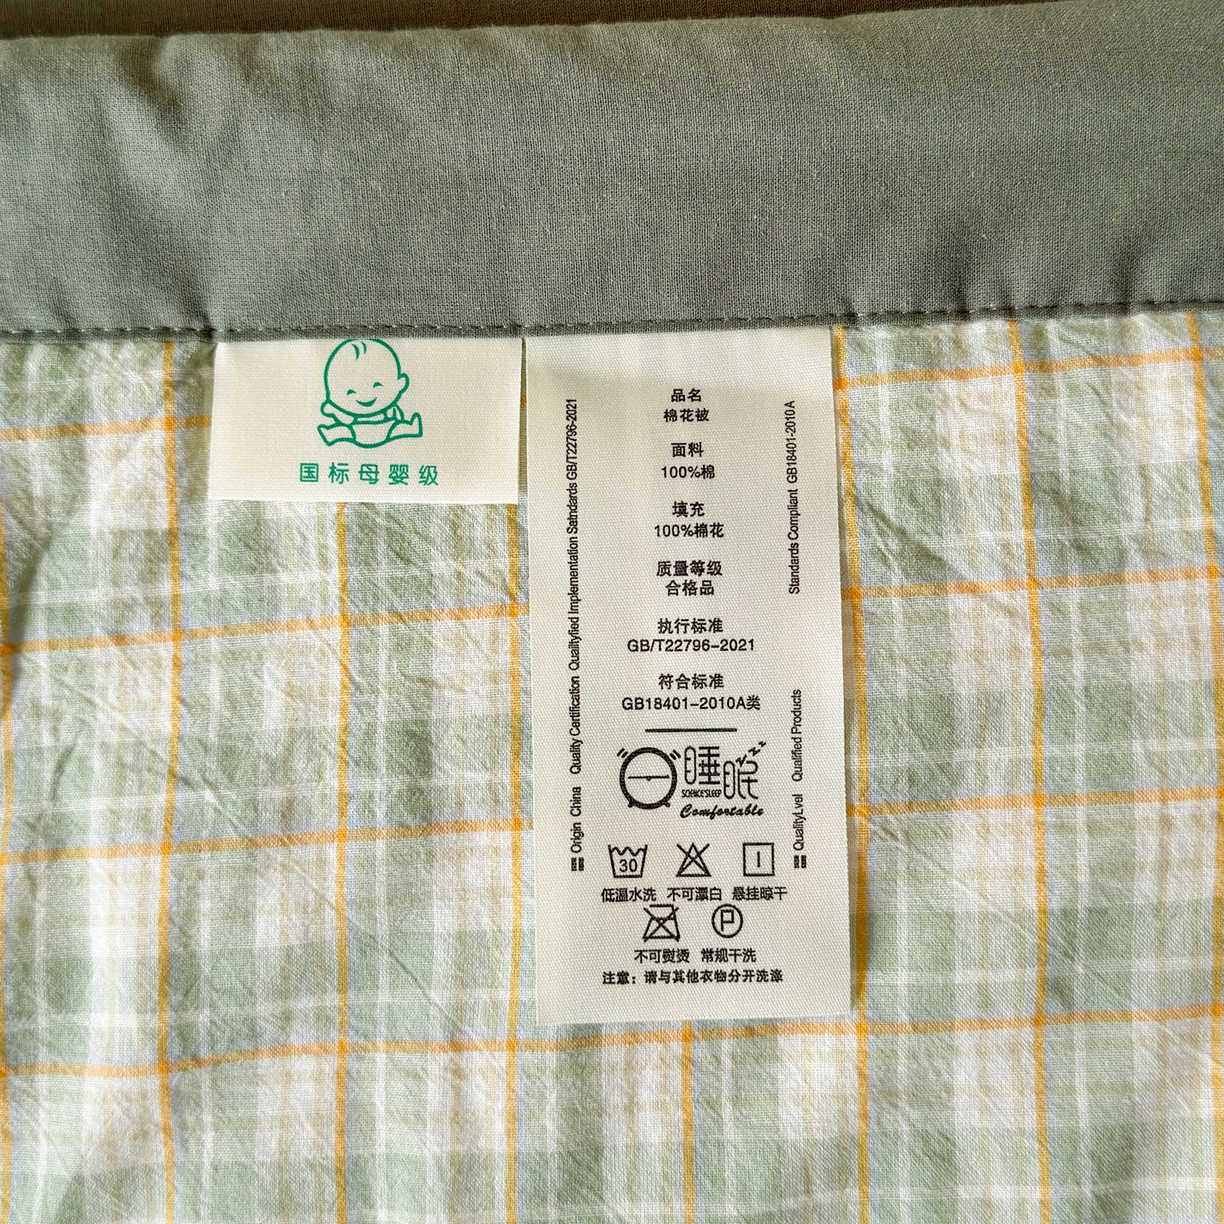 国标母婴级
品名
棉花被
面料
100%棉
填充
100%棉花
质量等级
合格品
执行标准
GB/T22796-2021
符合标准
GB18401-2010A类
睡眠
SCIENCE'SLEEP
Comfortable
30
低温水洗 不可漂白 悬挂晾干
P
不可熨烫 常规干洗
注意：请与其他衣物分开洗涤
Origin China Quality Certification Quailtyfied Implementation Satndards GB/T22796-2021
QualityLvel Qualified Products Standards Compliant GB18401-2010A